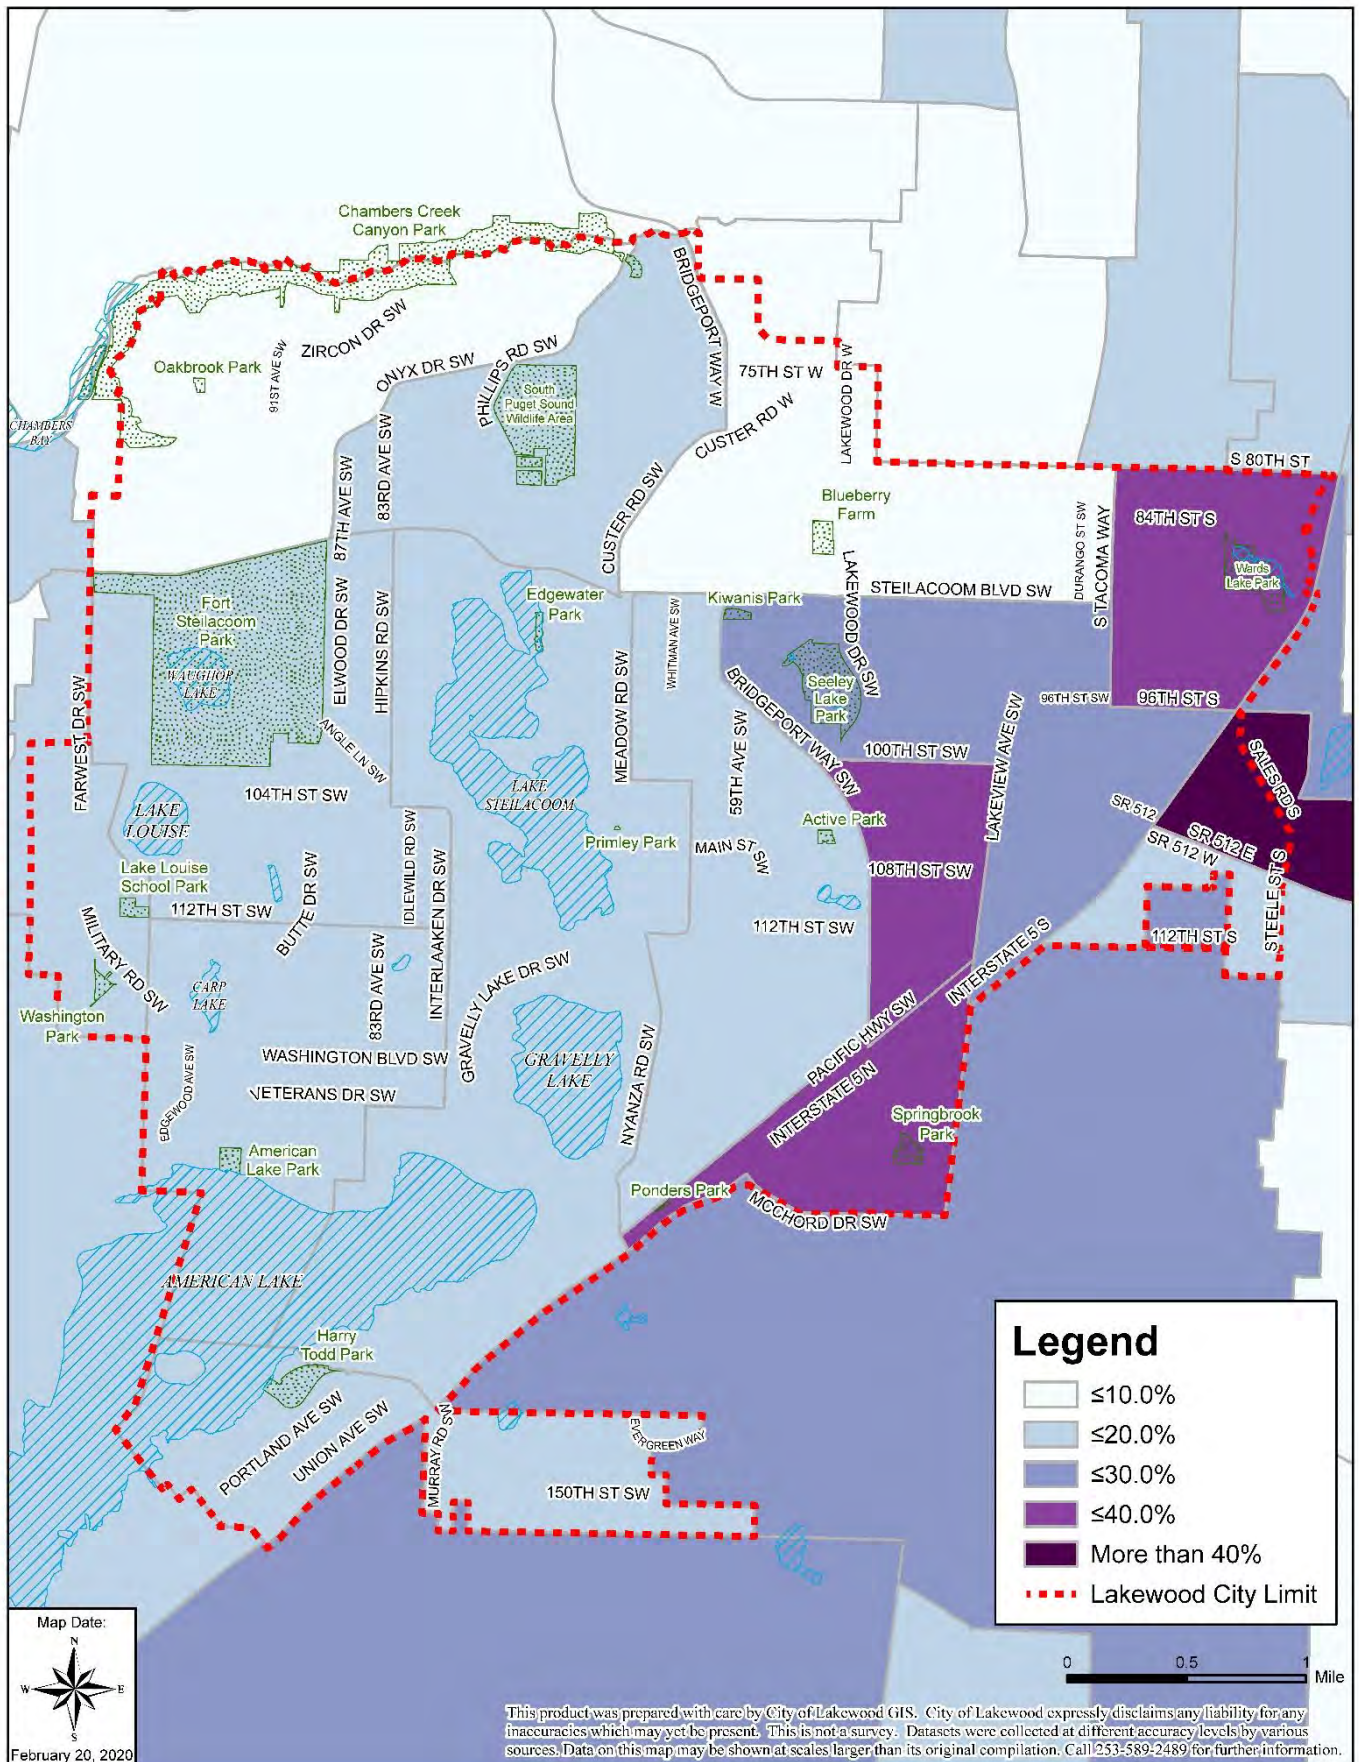 Chambers Creek
Canyon Park
BRIDGEPORT WAY W
ZIRCON DR SW
Oakbrook Park
91ST AVE SW
ONYX DR SW
PHILLIPS RD SW
75TH ST W
LAKEWOOD DR W
South
Puget Sound
Wildlife Area
CUSTER RD W
CHAMBERS
BAY
83RD AVE SW
87TH AVE SW
CUSTER RD SW
S 80TH ST
Blueberry
Farm
DURANGO ST SW
S TACOMA WAY
84TH ST S
Wards
Lake Park
STEILACOOM BLVD SW
LAKEWOOD DR SW
Kiwanis Park
Edgewater
Park
Fort
Steilacoom
Park
WAUGHOP
LAKE
ELWOOD DR SW
HIPKINS RD SW
WHITMAN AVE SW
MEADOW RD SW
Seeley
Lake
Park
BRIDGEPORT WAY SW
96TH ST SW
96TH ST S
FARWEST DR SW
ANGLE LN SW
59TH AVE SW
100TH ST SW
LAKEVIEW AVE SW
SALES RD S
104TH ST SW
LAKE
LOUISE
LAKE
STEILACOOM
SR 512
SR 512 E
SR 512 W
Active Park
Primley Park
MAIN ST SW
108TH ST SW
Lake Louise
School Park
IDLEWILD RD SW
INTERLAAKEN DR SW
BUTTE DR SW
112TH ST SW
112TH ST SW
112TH ST S
STEELE ST S
MILITARY RD SW
CARP
LAKE
83RD AVE SW
GRAVELLY LAKE DR SW
INTERSTATE 5 S
Washington
Park
WASHINGTON BLVD SW
GRAVELLY
LAKE
NYANZA RD SW
PACIFIC HWY SW
INTERSTATE 5 N
EDGEWOOD AVE SW
VETERANS DR SW
Springbrook
Park
American
Lake Park
Ponders Park
MCCHORD DR SW
AMERICAN LAKE
Harry
Todd Park
PORTLAND AVE SW
UNION AVE SW
MURRAY RD SW
EVERGREEN WAY
150TH ST SW
Legend
≤10.0%
≤20.0%
≤30.0%
≤40.0%
More than 40%
Lakewood City Limit
Map Date:
N
W E
S
February 20, 2020
0 0.5 1
Mile
This product was prepared with care by City of Lakewood GIS. City of Lakewood expressly disclaims any liability for any
inaccuracies which may yet be present. This is not a survey. Datasets were collected at different accuracy levels by various
sources. Data on this map may be shown at scales larger than its original compilation. Call 253-589-2489 for further information.